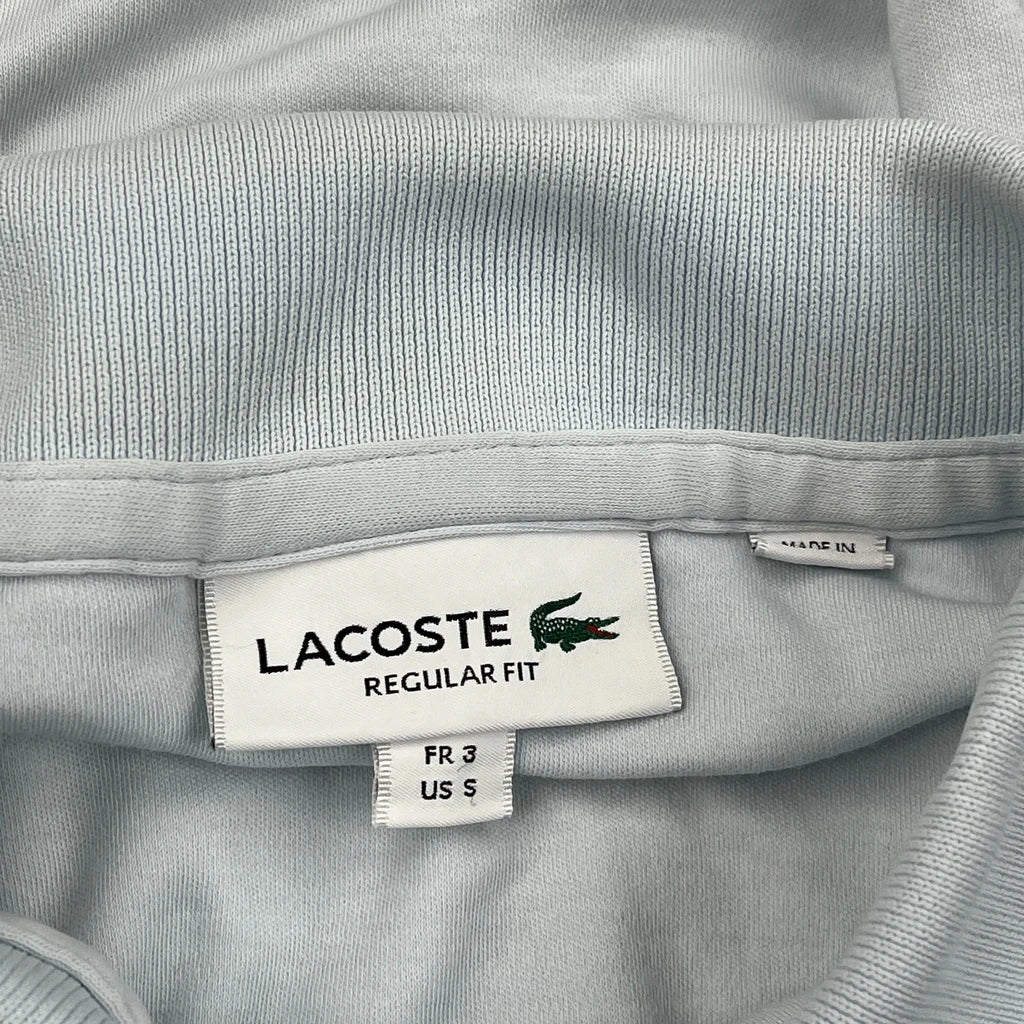 LACOSTE
REGULAR FIT
FR 3
US S
MADE IN